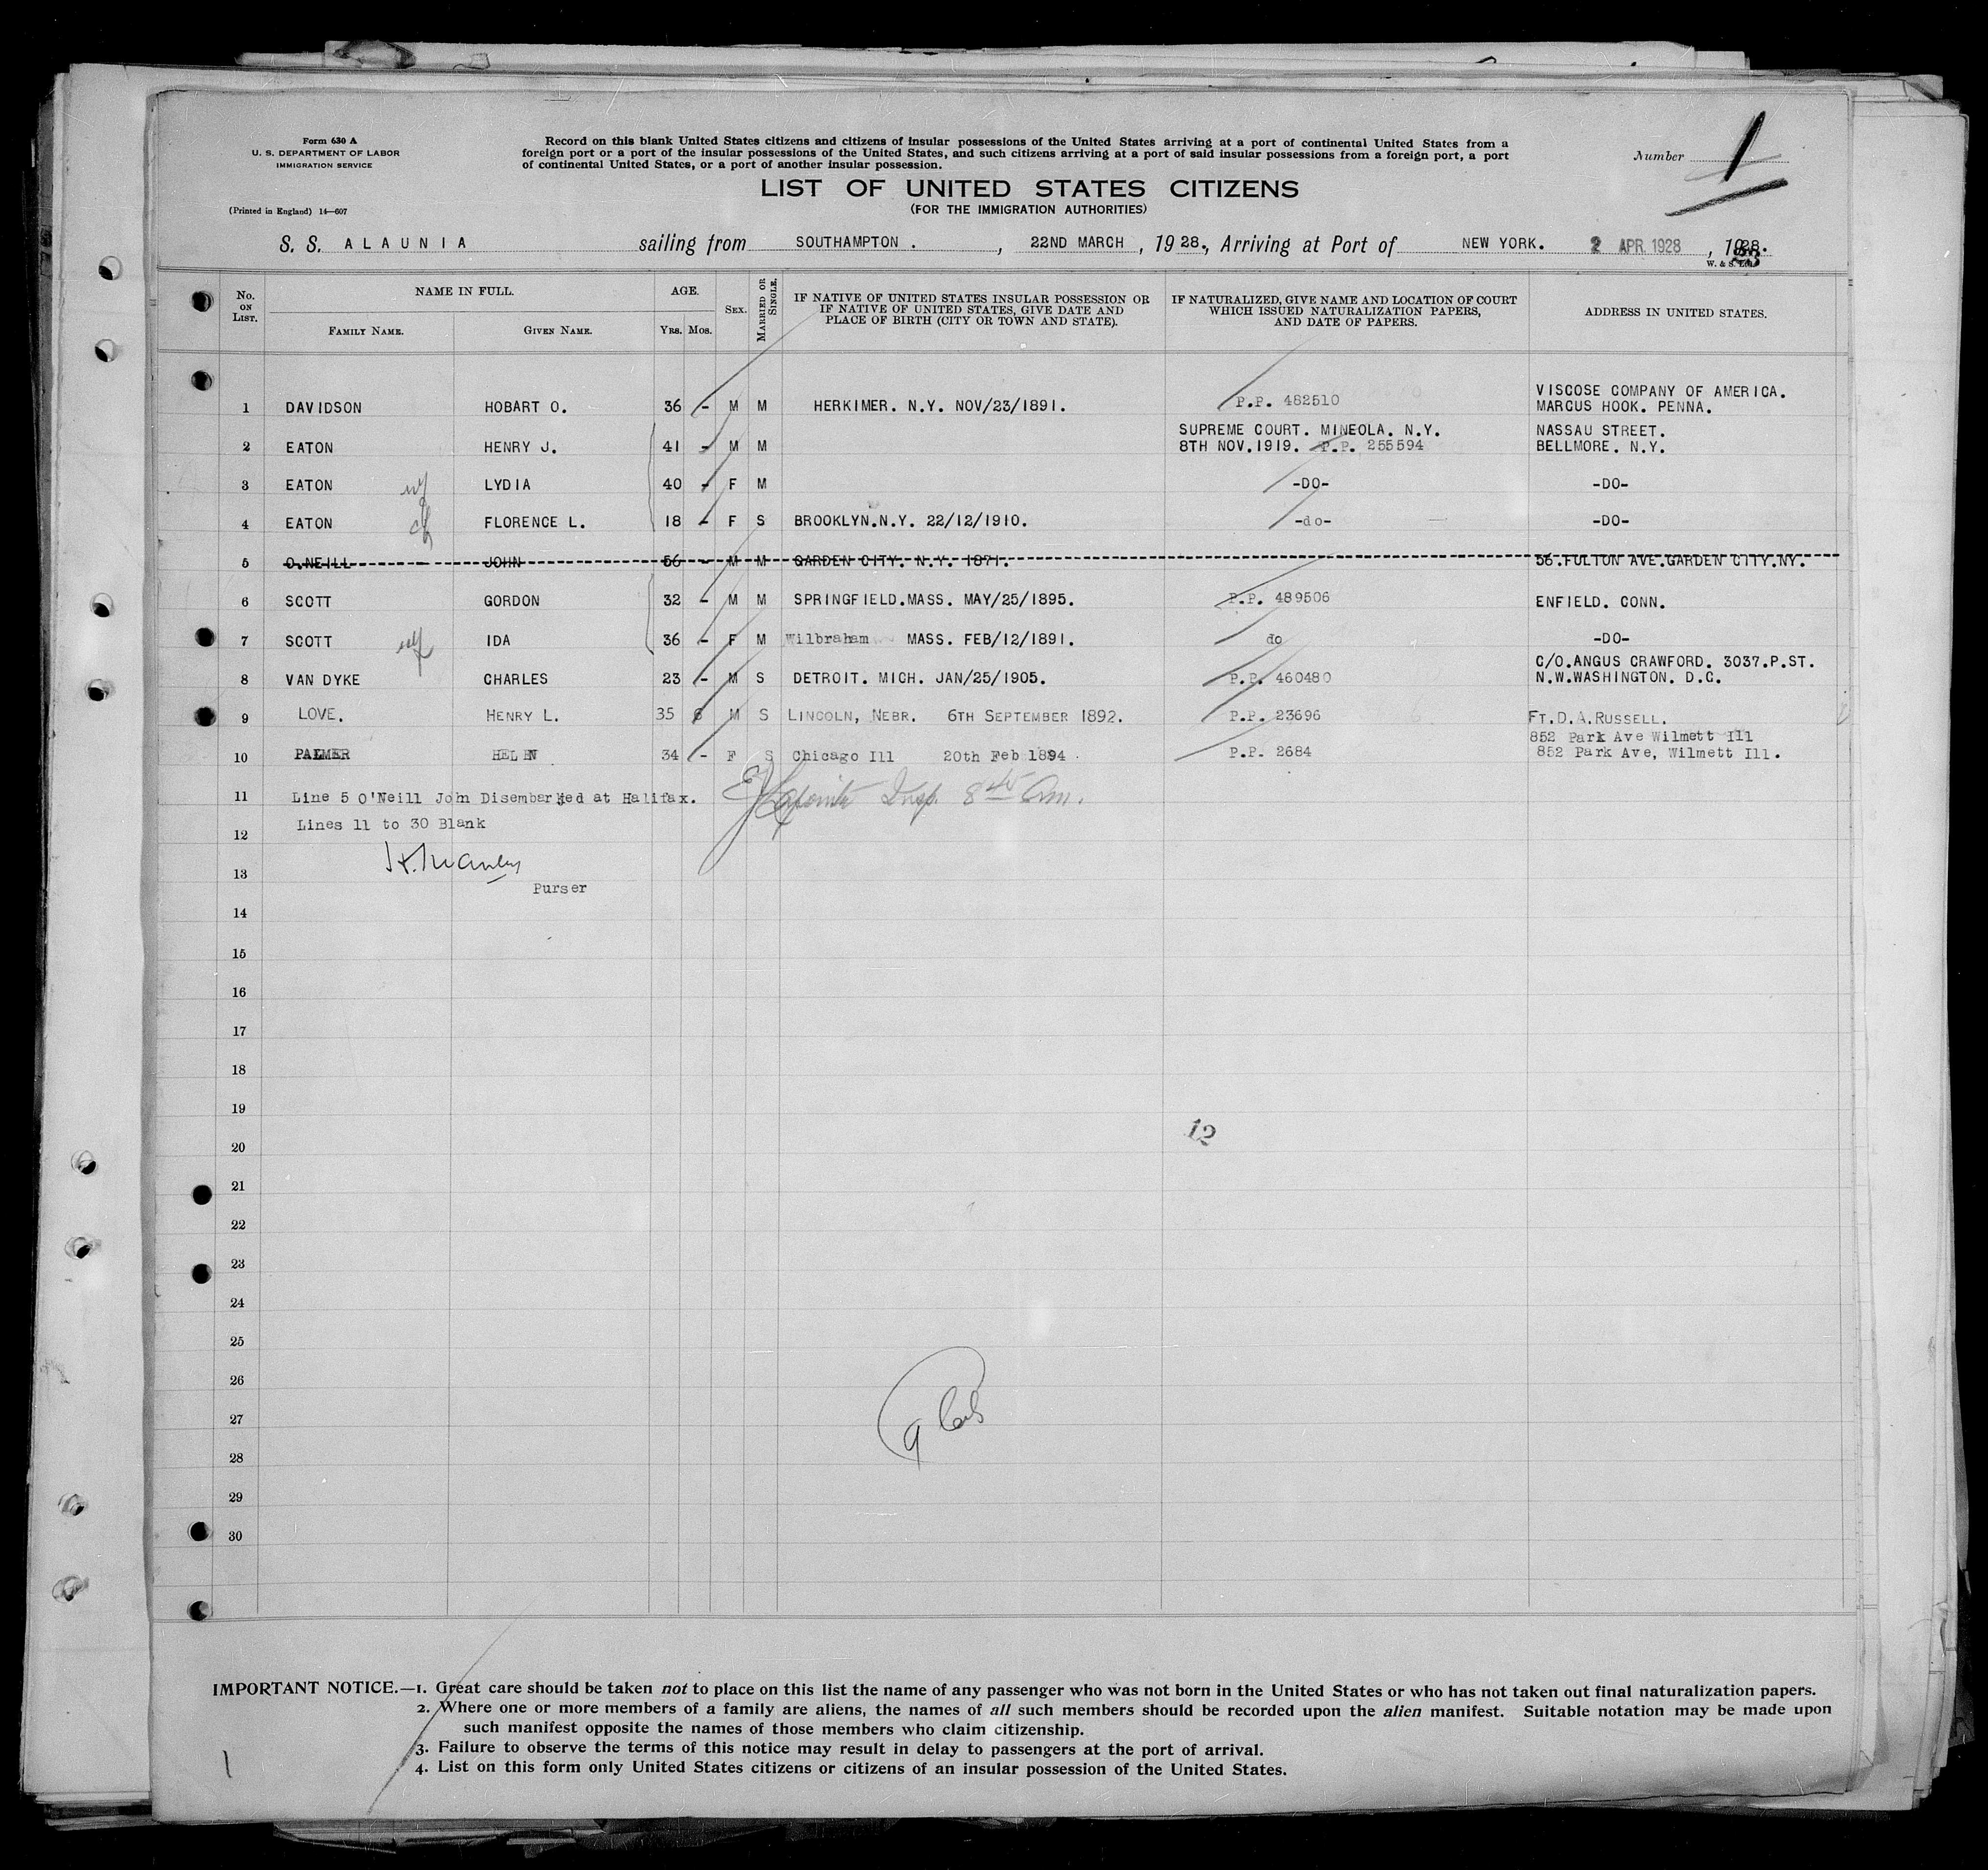 Form 630 A
U. S. DEPARTMENT OF LABOR
IMMIGRATION SERVICE
(Printed in England) 14—607
Record on this blank United States citizens and citizens of insular possessions of the United States arriving at a port of continental United States from a
foreign port or a port of the insular possessions of the United States, and such citizens arriving at a port of said insular possessions from a foreign port, a port
of continental United States, or a port of another insular possession.
Number 1
LIST OF UNITED STATES CITIZENS
(FOR THE IMMIGRATION AUTHORITIES)
S. S. ALAUNIA sailing from SOUTHAMPTON. , 22ND MARCH , 1928., Arriving at Port of NEW YORK. 2 APR 1928 , 1928.
W. & S. Ltd.
No. ON LIST. NAME IN FULL. AGE. SEX. MARRIED OR SINGLE. IF NATIVE OF UNITED STATES INSULAR POSSESSION OR IF NATIVE OF UNITED STATES, GIVE DATE AND PLACE OF BIRTH (CITY OR TOWN AND STATE). IF NATURALIZED, GIVE NAME AND LOCATION OF COURT WHICH ISSUED NATURALIZATION PAPERS, AND DATE OF PAPERS. ADDRESS IN UNITED STATES.
FAMILY NAME. GIVEN NAME. YRS. MOS.
1 DAVIDSON HOBART O. 36 - M M HERKIMER. N.Y. NOV/23/1891. P.P. 482510 VISCOSE COMPANY OF AMERICA.
MARCUS HOOK. PENNA.
2 EATON HENRY J. 41 - M M SUPREME COURT. MINEOLA. N.Y. NASSAU STREET.
8TH NOV.1919. P.P. 255594 BELLMORE. N.Y.
3 EATON wf LYDIA 40 - F M -DO- -DO-
4 EATON ch FLORENCE L. 18 - F S BROOKLYN.N.Y. 22/12/1910. -do- -DO-
5 O.NEILL JOHN 56 - M M GARDEN CITY. N.Y. 1871. 56.FULTON AVE.GARDEN CITY.NY.
6 SCOTT GORDON 32 - M M SPRINGFIELD.MASS. MAY/25/1895. P.P. 489506 ENFIELD. CONN.
7 SCOTT wf IDA 36 - F M Wilbraham MASS. FEB/12/1891. do -DO-
8 VAN DYKE CHARLES 23 - M S DETROIT. MICH. JAN/25/1905. P.P. 460480 C/O.ANGUS CRAWFORD. 3037.P.ST.
N.W.WASHINGTON. D.C.
9 LOVE. HENRY L. 35 6 M S LINCOLN, NEBR. 6TH SEPTEMBER 1892. P.P. 23696 FT.D.A.RUSSELL.
852 Park Ave Wilmett Ill
10 PALMER HELEN 34 - F S Chicago Ill 20th Feb 1894. P.P. 2684 852 Park Ave, Wilmett Ill.
11 Line 5 O'Neill John Disembarked at Halifax. Insp. 8
12 Lines 11 to 30 Blank
13
Purser
14
15
16
17
18
19
12
20
21
22
23
24
25
26
27
28
29
30
IMPORTANT NOTICE.—1. Great care should be taken not to place on this list the name of any passenger who was not born in the United States or who has not taken out final naturalization papers.
2. Where one or more members of a family are aliens, the names of all such members should be recorded upon the alien manifest. Suitable notation may be made upon
such manifest opposite the names of those members who claim citizenship.
3. Failure to observe the terms of this notice may result in delay to passengers at the port of arrival.
4. List on this form only United States citizens or citizens of an insular possession of the United States.
1